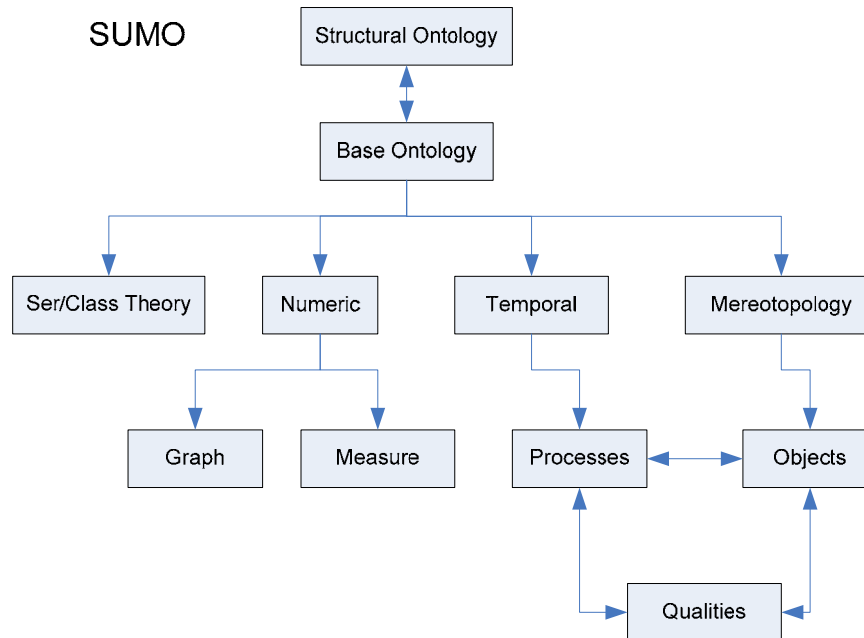 SUMO
Structural Ontology
Base Ontology
Ser/Class Theory
Numeric
Temporal
Mereotopology
Graph
Measure
Processes
Objects
Qualities